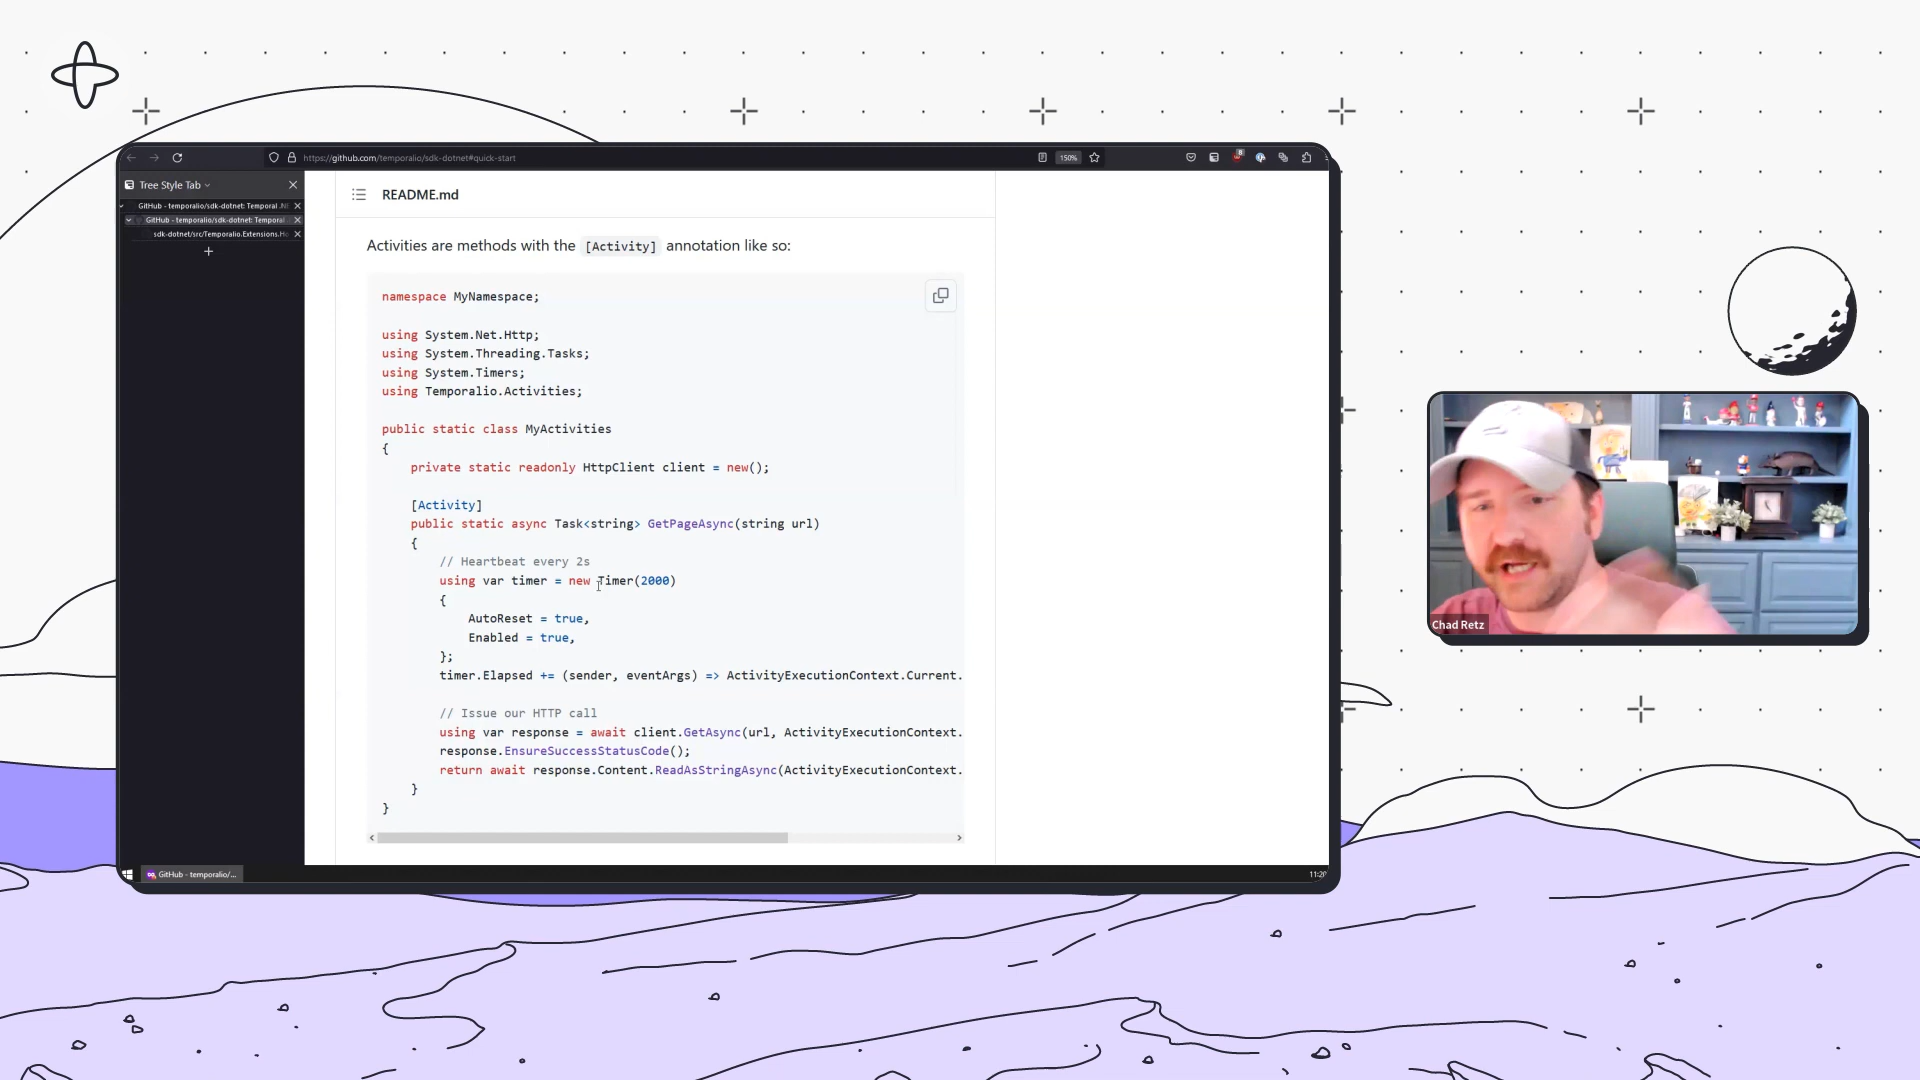 https://github.com/temporalio/sdk-dotnet#quick-start
150%
8
Tree Style Tab
GitHub - temporalio/sdk-dotnet: Temporal .NE
GitHub - temporalio/sdk-dotnet: Temporal
sdk-dotnet/src/Temporalio.Extensions.Ho
README.md
Activities are methods with the [Activity] annotation like so:
namespace MyNamespace;
using System.Net.Http;
using System.Threading.Tasks;
using System.Timers;
using Temporalio.Activities;
public static class MyActivities
{
private static readonly HttpClient client = new();
[Activity]
public static async Task<string> GetPageAsync(string url)
{
// Heartbeat every 2s
using var timer = new Timer(2000)
{
AutoReset = true,
Enabled = true,
};
timer.Elapsed += (sender, eventArgs) => ActivityExecutionContext.Current.
// Issue our HTTP call
using var response = await client.GetAsync(url, ActivityExecutionContext.
response.EnsureSuccessStatusCode();
return await response.Content.ReadAsStringAsync(ActivityExecutionContext.
}
}
GitHub - temporalio/...
Chad Retz